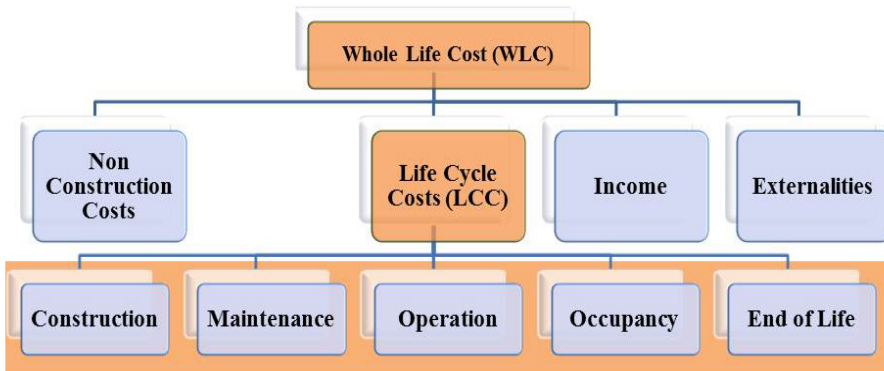 Whole Life Cost (WLC)
Non
Construction
Costs
Life Cycle
Costs (LCC)
Income
Externalities
Construction
Maintenance
Operation
Occupancy
End of Life